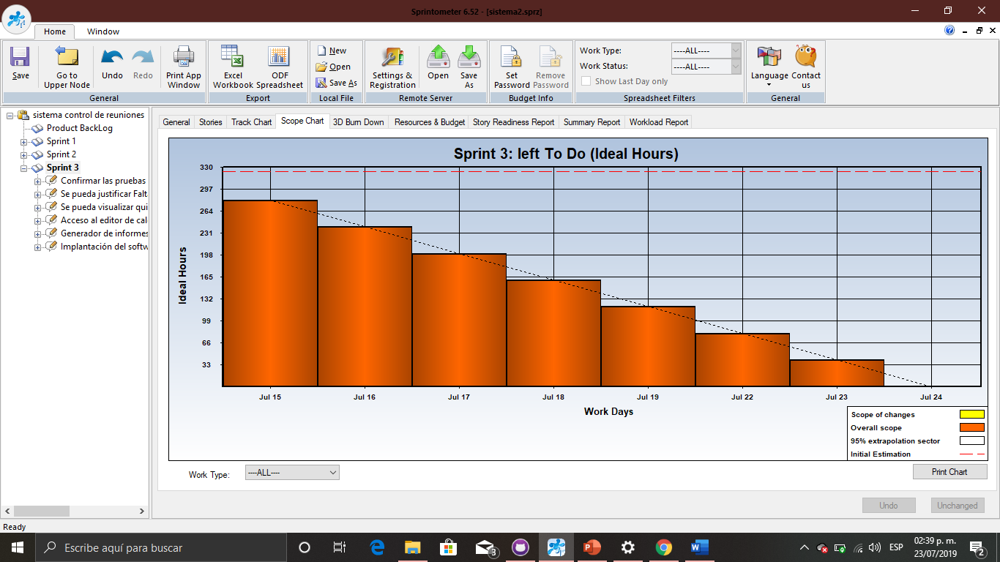 Sprintometer 6.52 - [sistema2.sprz]
Home
Window
Save
Go to
Upper Node
Undo
Redo
Print App
Window
General
Excel
Workbook
ODF
Spreadsheet
Export
New
Open
Save As
Local File
Settings &
Registration
Open
Save
As
Remote Server
Set
Password
Remove
Password
Budget Info
Work Type:
----ALL----
Work Status:
----ALL----
Show Last Day only
Spreadsheet Filters
Language
Contact
us
General
sistema control de reuniones
Product BackLog
Sprint 1
Sprint 2
Sprint 3
Confirmar las pruebas
Se pueda justificar Falt
Se pueda visualizar qui
Acceso al editor de cal
Generador de informes
Implantación del softw
General
Stories
Track Chart
Scope Chart
3D Burn Down
Resources & Budget
Story Readiness Report
Summary Report
Workload Report
Sprint 3: left To Do (Ideal Hours)
330
297
264
231
198
165
132
99
66
33
Ideal Hours
Jul 15
Jul 16
Jul 17
Jul 18
Jul 19
Jul 22
Jul 23
Jul 24
Work Days
Scope of changes
Overall scope
95% extrapolation sector
Initial Estimation
Work Type:
----ALL----
Print Chart
Undo
Unchanged
Ready
Escribe aquí para buscar
3
ESP
02:39 p. m.
23/07/2019
2